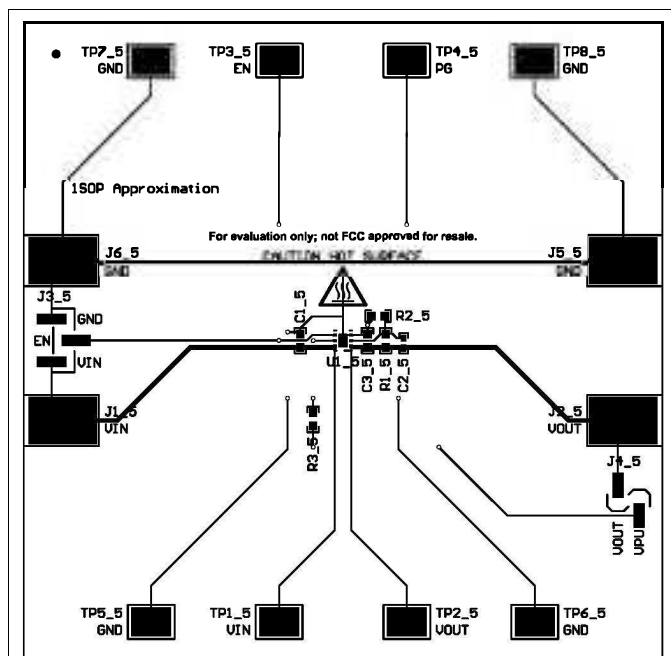 TP7_5
GND
TP3_5
EN
TP4_5
PG
TP8_5
GND
1SOP Approximation
For evaluation only; not FCC approved for resale.
CAUTION HOT SURFACE
J6_5
GND
J5_5
GND
J3_5
GND
EN
VIN
C1_5
R2_5
U1_5
C3_5
R1_5
C2_5
J1_5
VIN
J2_5
VOUT
R3_5
J4_5
VOUT
VPU
TP5_5
GND
TP1_5
VIN
TP2_5
VOUT
TP6_5
GND